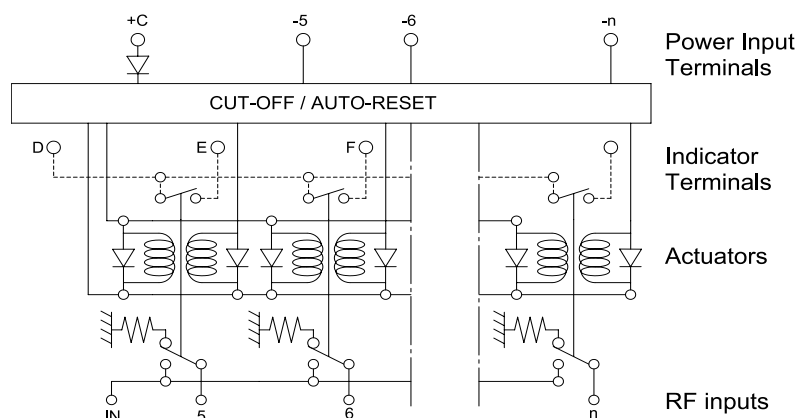 +C -5 -6 -n
Power Input
Terminals
CUT-OFF / AUTO-RESET
D E F
Indicator
Terminals
Actuators
IN 5 6 n
RF inputs